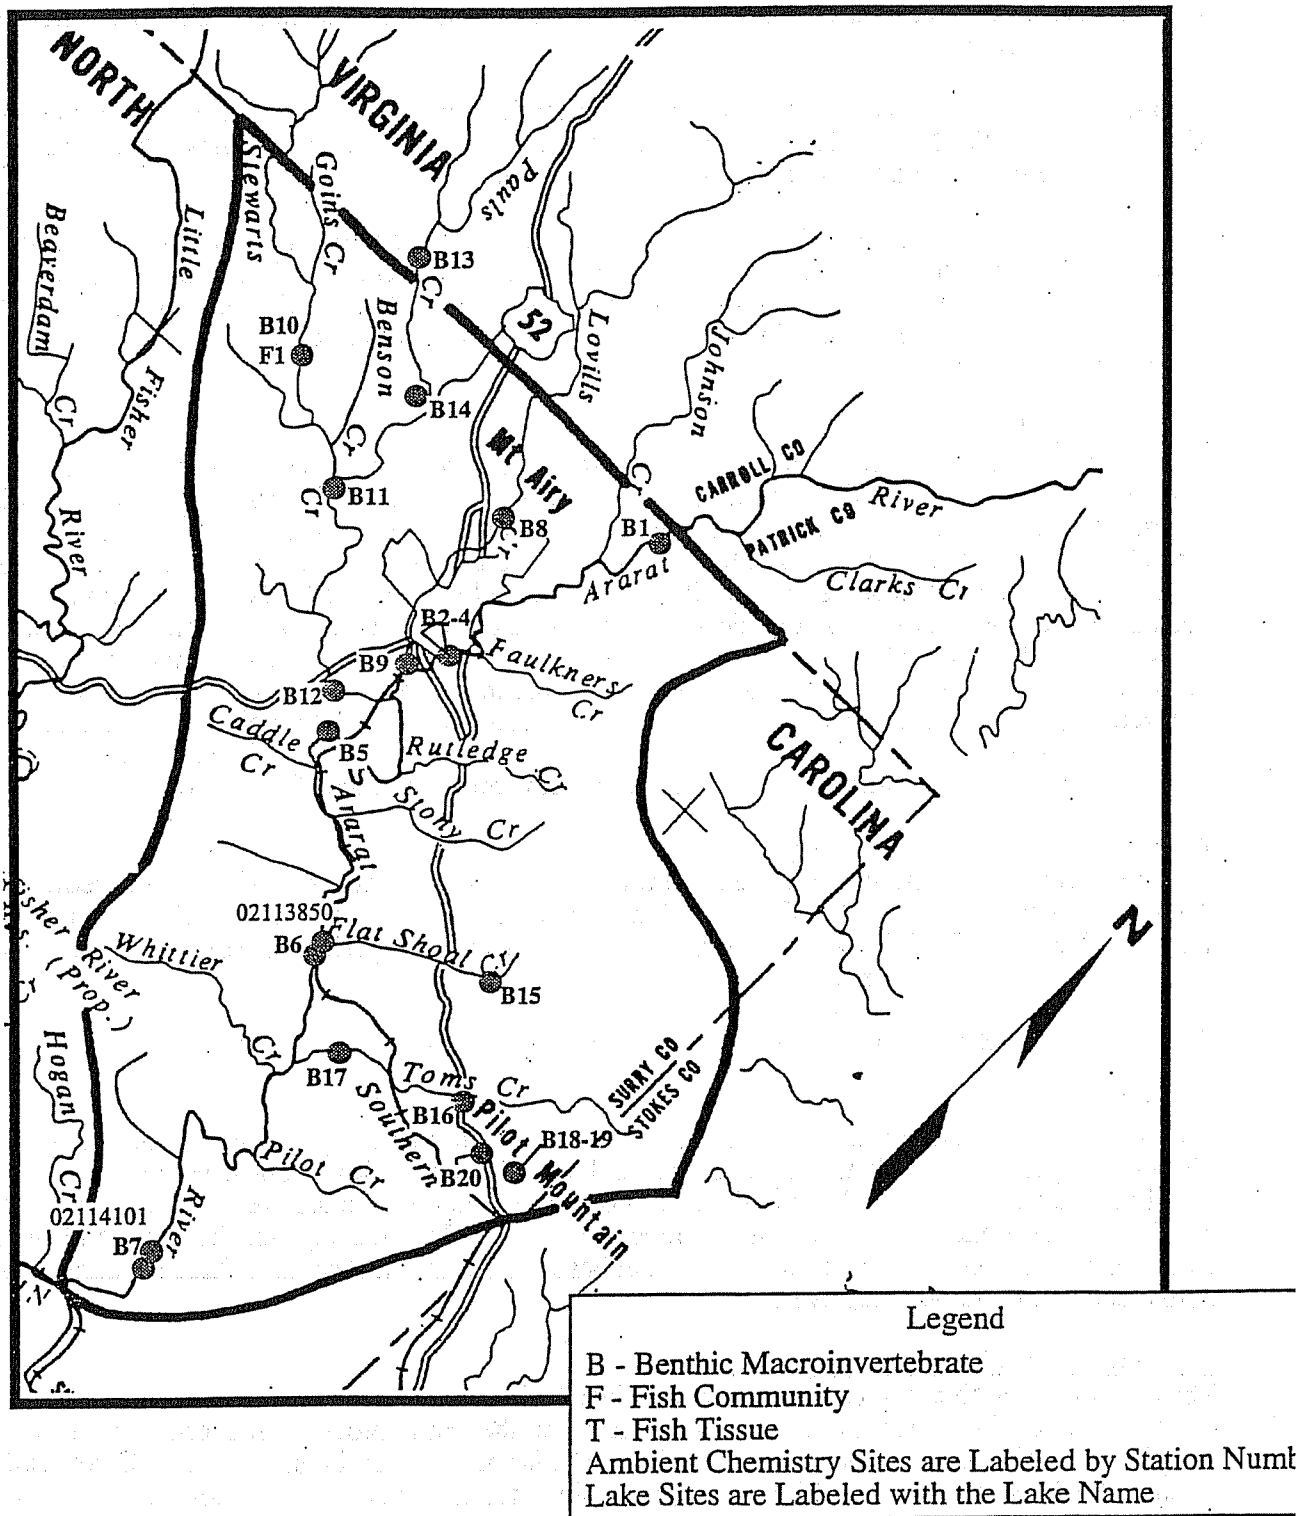 NORTH
VIRGINIA
Stewarts
Goins Cr
Pauls
Beaverdam
Little
B13
Cr
Benson
52
Lovills
Johnson
B10
F1
Fisher
Cr
B14
Mt Airy
Cr
Cr
CARROLL CO
River
B11
Cr
River
B8
Cr
B1
PATRICK CO
Ararat
Clarks Cr
B2-4
B9
Faulkners
Cr
B12
Caddle
Cr
B5
Rutledge Cr
CAROLINA
Ararat
Stony Cr
02113850
B6
Flat Shoal Cr
Fisher
River
(Prop.)
Whittier
N
B15
Cr
Hogan
Cr
B17
Toms Cr
SURRY CO
STOKES CO
Southern
B16
Pilot
Mountain
B18-19
Pilot Cr
B20
River
02114101
B7
Legend
B - Benthic Macroinvertebrate
F - Fish Community
T - Fish Tissue
Ambient Chemistry Sites are Labeled by Station Numb
Lake Sites are Labeled with the Lake Name